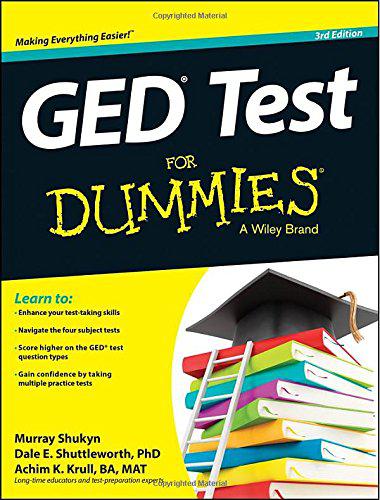 Copyrighted Material
Making Everything Easier!™
3rd Edition
GED® Test
FOR
DUMMIES®
A Wiley Brand
Learn to:
• Enhance your test-taking skills
• Navigate the four subject tests
• Score higher on the GED® test
question types
• Gain confidence by taking
multiple practice tests
Murray Shukyn
Dale E. Shuttleworth, PhD
Achim K. Krull, BA, MAT
Long-time educators and test-preparation experts
Copyrighted Material